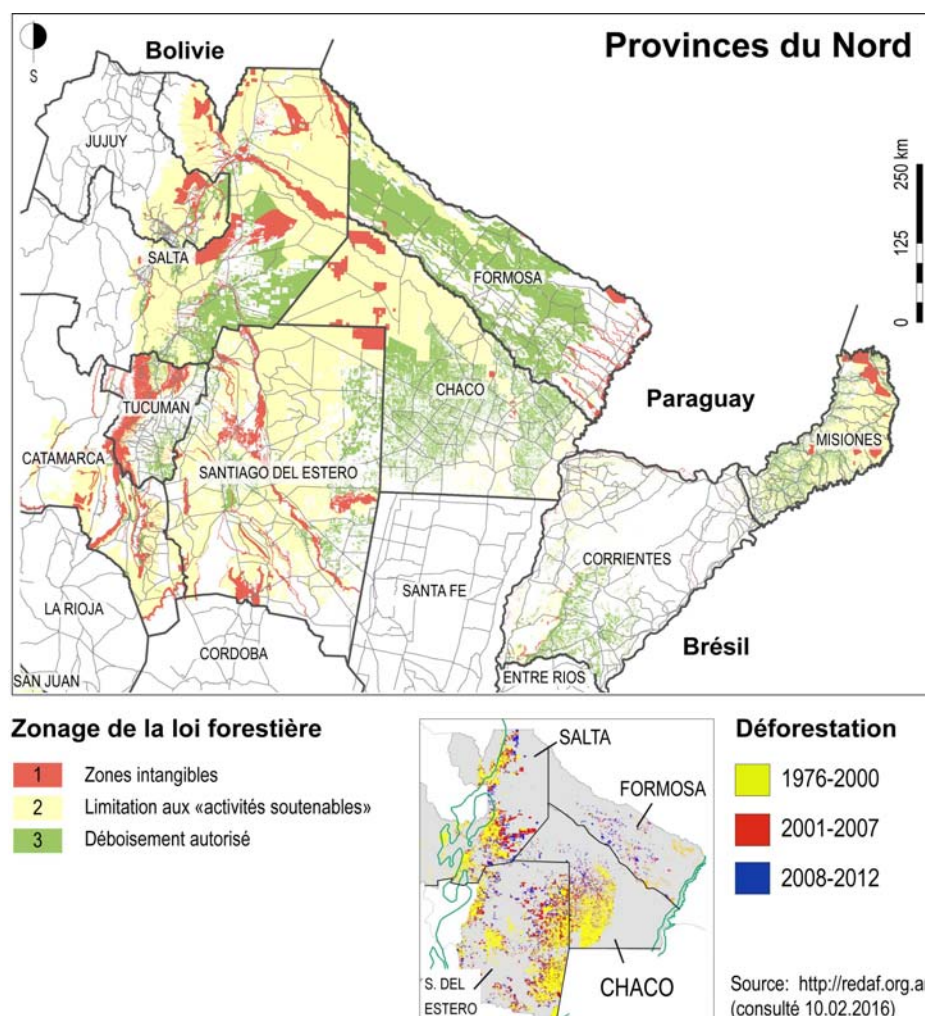 Provinces du Nord
Bolivie
S
JUJUY
SALTA
FORMOSA
250 km
125
0
CHACO
Paraguay
TUCUMAN
MISIONES
CATAMARCA
SANTIAGO DEL ESTERO
CORRIENTES
SANTA FE
LA RIOJA
CORDOBA
Brésil
SAN JUAN
ENTRE RIOS
Zonage de la loi forestière
1 Zones intangibles
2 Limitation aux «activités soutenables»
3 Déboisement autorisé
SALTA
FORMOSA
S. DEL
ESTERO
CHACO
Déforestation
1976-2000
2001-2007
2008-2012
Source: http://redaf.org.ar
(consulté 10.02.2016)